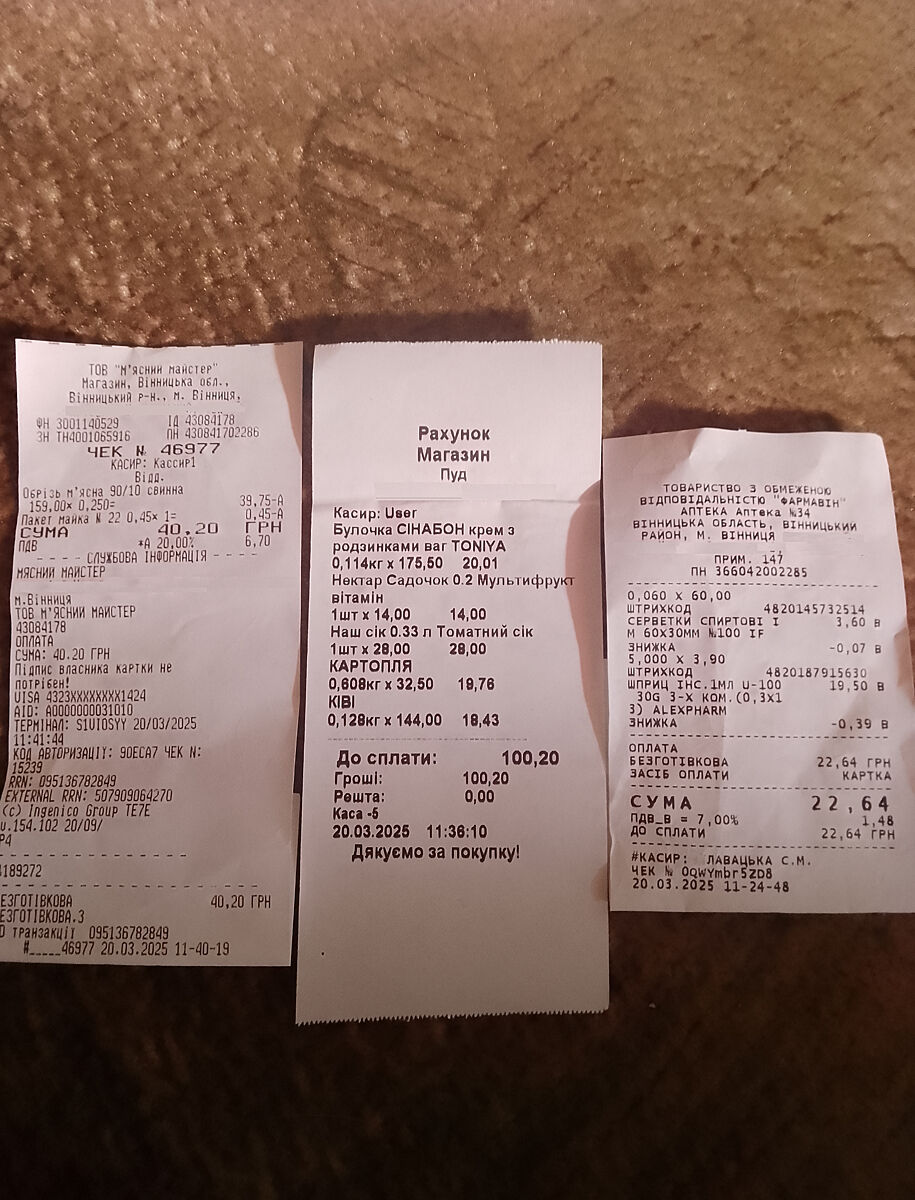 ТОВ "М'ЯСНИЙ МАЙСТЕР"
Магазин, Вінницька обл.,
Вінницький р-н., м. Вінниця,
ФН 3001140529 ІД 43084178
ЗН ТН4001065916 ПН 430841702286
ЧЕК № 46977
КАСИР: Кассир1
Відд.
Обрізь м'ясна 90/10 свинна
159,00× 0,250= 39,75-А
Пакет майка N 22 0,45× 1= 0,45-А
СУМА 40,20 ГРН
ПДВ *А 20,00% 6,70
- - - - СЛУЖБОВА ІНФОРМАЦІЯ - - - -
МЯСНИЙ МАЙСТЕР
м.Вінниця
ТОВ М'ЯСНИЙ МАЙСТЕР
43084178
ОПЛАТА
СУМА: 40.20 ГРН
Підпис власника картки не
потрібен!
VISA 4323XXXXXXXX1424
AID: A0000000031010
ТЕРМІНАЛ: S1UI0SYY 20/03/2025
11:41:44
КОД АВТОРИЗАЦІЇ: 90ECA7 ЧЕК N:
15239
RRN: 095136782849
EXTERNAL RRN: 507909064270
(c) Ingenico Group TE7E
u.154.102 20/09/
P4
189272
ЕЗГОТІВКОВА 40,20 ГРН
ЕЗГОТІВКОВА.3
D транзакції 095136782849
#_____46977 20.03.2025 11-40-19
Рахунок
Магазин
Пуд
Касир: User
Булочка СІНАБОН крем з
родзинками ваг TONIYA
0,114кг x 175,50 20,01
Нектар Садочок 0.2 Мультифрукт
вітамін
1шт x 14,00 14,00
Наш сік 0.33 л Томатний сік
1шт x 28,00 28,00
КАРТОПЛЯ
0,608кг x 32,50 19,76
КІВІ
0,128кг x 144,00 18,43
До сплати: 100,20
Гроші: 100,20
Решта: 0,00
Каса -5
20.03.2025 11:36:10
Дякуємо за покупку!
ТОВАРИСТВО З ОБМЕЖЕНОЮ
ВІДПОВІДАЛЬНІСТЮ "ФАРМАВІН"
АПТЕКА Аптека №34
ВІННИЦЬКА ОБЛАСТЬ, ВІННИЦЬКИЙ
РАЙОН, М. ВІННИЦЯ
ПРИМ. 147
ПН 366042002285
0,060 X 60,00
ШТРИХКОД 4820145732514
СЕРВЕТКИ СПИРТОВІ І 3,60 В
М 60X30ММ №100 IF
ЗНИЖКА -0,07 В
5,000 X 3,90
ШТРИХКОД 4820187915630
ШПРИЦ ІНС.1МЛ U-100 19,50 В
30G 3-Х КОМ.(0,3X1
3) ALEXPHARM
ЗНИЖКА -0,39 В
ОПЛАТА
БЕЗГОТІВКОВА 22,64 ГРН
ЗАСІБ ОПЛАТИ КАРТКА
СУМА 22,64
ПДВ_В = 7,00% 1,48
ДО СПЛАТИ 22,64 ГРН
#КАСИР: ЛАВАЦЬКА С.М.
ЧЕК № OQwYmbr5ZD8
20.03.2025 11-24-48